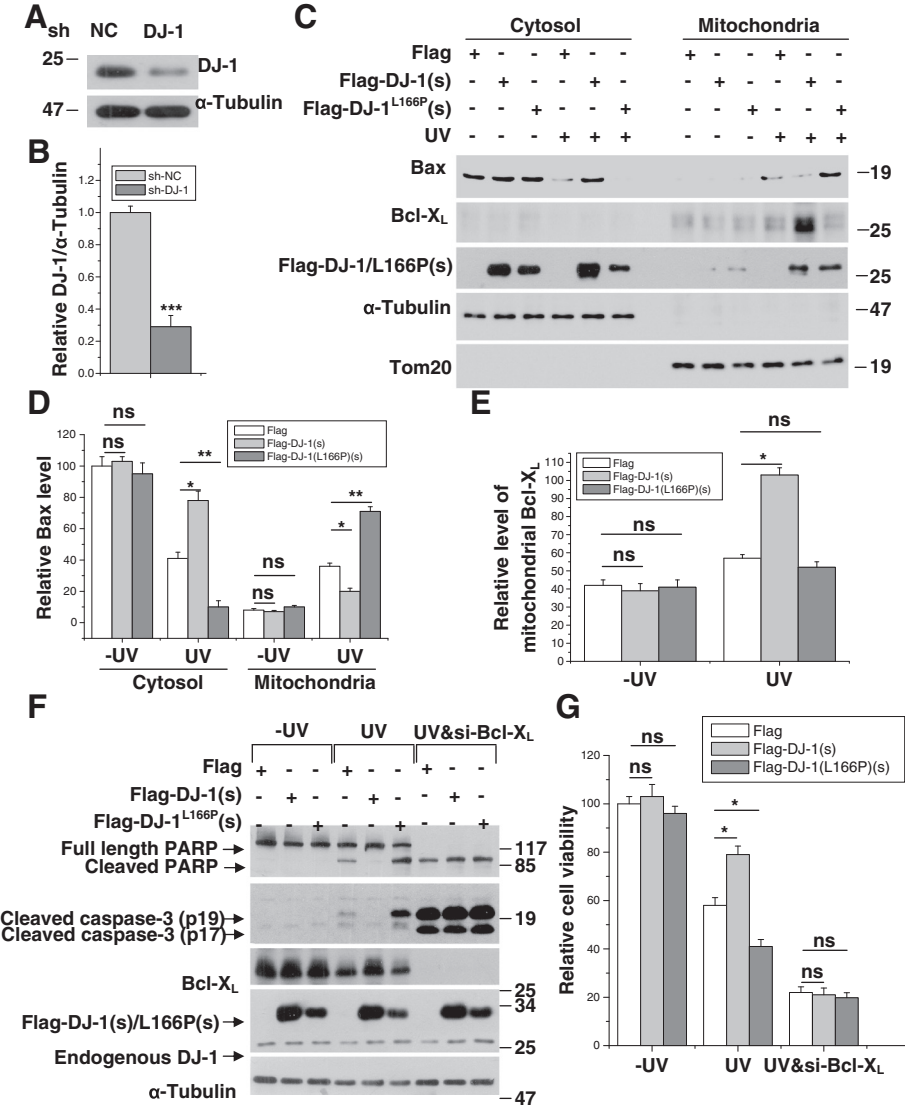 A
sh NC DJ-1
25
DJ-1
47
α-Tubulin
B
Relative DJ-1/α-Tubulin
sh-NC
sh-DJ-1
1.2
1.0
0.8
0.6
0.4
0.2
0.0
***
C
Cytosol Mitochondria
Flag + - - + - - + - - + - -
Flag-DJ-1(s) - + - - + - - + - - + -
Flag-DJ-1L166P(s) - - + - - + - - + - - +
UV - - - + + + - - - + + +
Bax 19
Bcl-XL 25
Flag-DJ-1/L166P(s) 25
α-Tubulin 47
Tom20 19
D
Relative Bax level
Flag
Flag-DJ-1(s)
Flag-DJ-1(L166P)(s)
120
100
80
60
40
20
0
ns
ns
**
*
ns
ns
**
*
-UV UV -UV UV
Cytosol Mitochondria
E
Relative level of
mitochondrial Bcl-XL
Flag
Flag-DJ-1(s)
Flag-DJ-1(L166P)(s)
110
100
90
80
70
60
50
40
30
20
10
0
ns
ns
ns
*
-UV UV
F
-UV UV UV&si-Bcl-XL
Flag + - - + - - + - -
Flag-DJ-1(s) - + - - + - - + -
Flag-DJ-1L166P(s) - - + - - + - - +
Full length PARP 117
Cleaved PARP 85
Cleaved caspase-3 (p19) 19
Cleaved caspase-3 (p17)
Bcl-XL 25
34
Flag-DJ-1(s)/L166P(s)
25
Endogenous DJ-1
α-Tubulin 47
G
Relative cell viability
Flag
Flag-DJ-1(s)
Flag-DJ-1(L166P)(s)
120
100
80
60
40
20
0
ns
ns
*
*
ns
ns
-UV UV UV&si-Bcl-XL